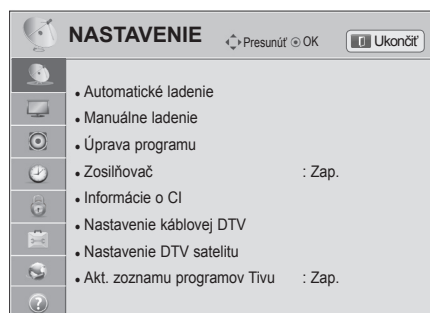 NASTAVENIE Presunúť OK Ukončiť
• Automatické ladenie
• Manuálne ladenie
• Úprava programu
• Zosilňovač : Zap.
• Informácie o CI
• Nastavenie káblovej DTV
• Nastavenie DTV satelitu
• Akt. zoznamu programov Tivu : Zap.